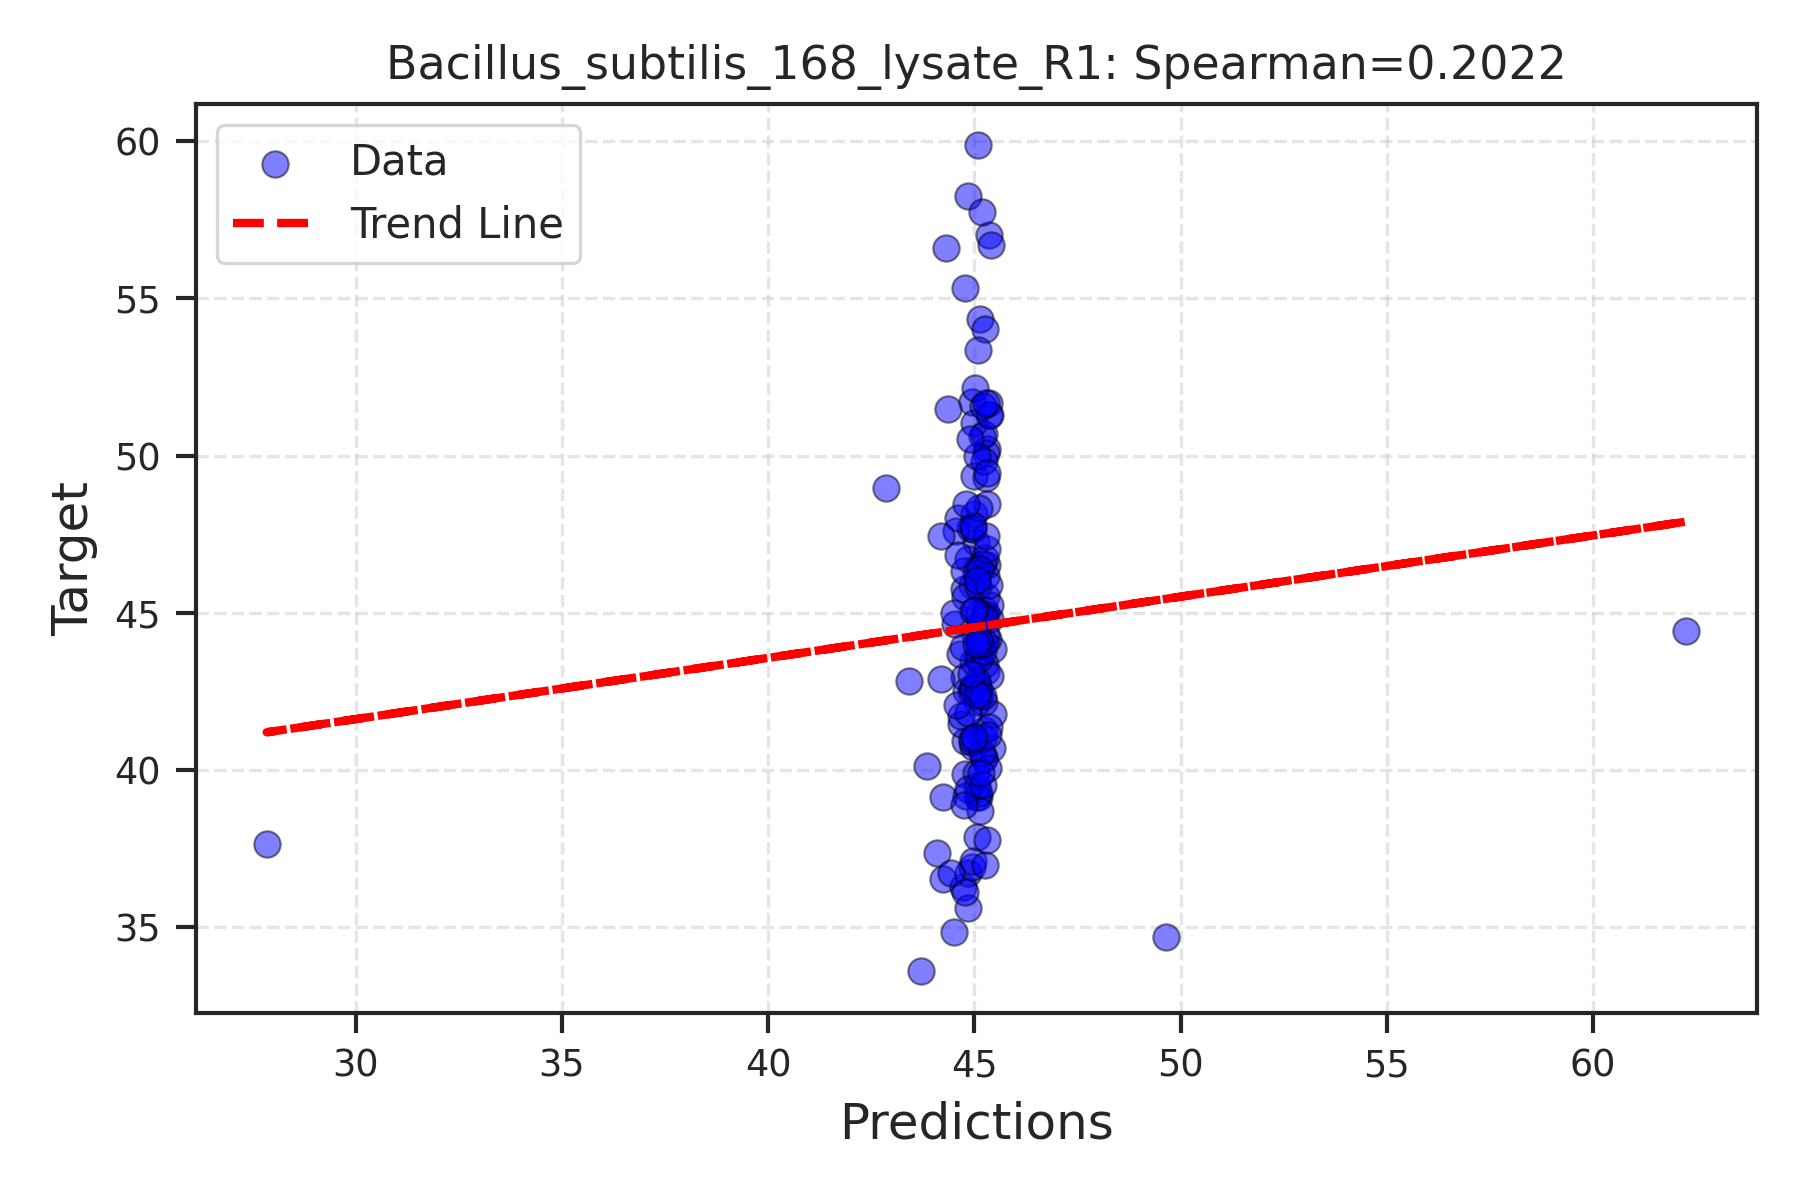 Bacillus_subtilis_168_lysate_R1: Spearman=0.2022
Data
Trend Line
60
55
50
45
40
35
Target
30
35
40
45
50
55
60
Predictions